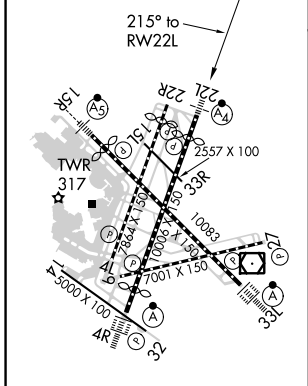 215° to
RW22L
22L
22R
15R
A5
A4
P
P
15L
2557 X 100
TWR
317
33R
7864 X 150
10006 X 150
10083
27
P
P
P
P
9
4L
7001 X 150
14
5000 X 100
A
A
33L
4R
32
P
P